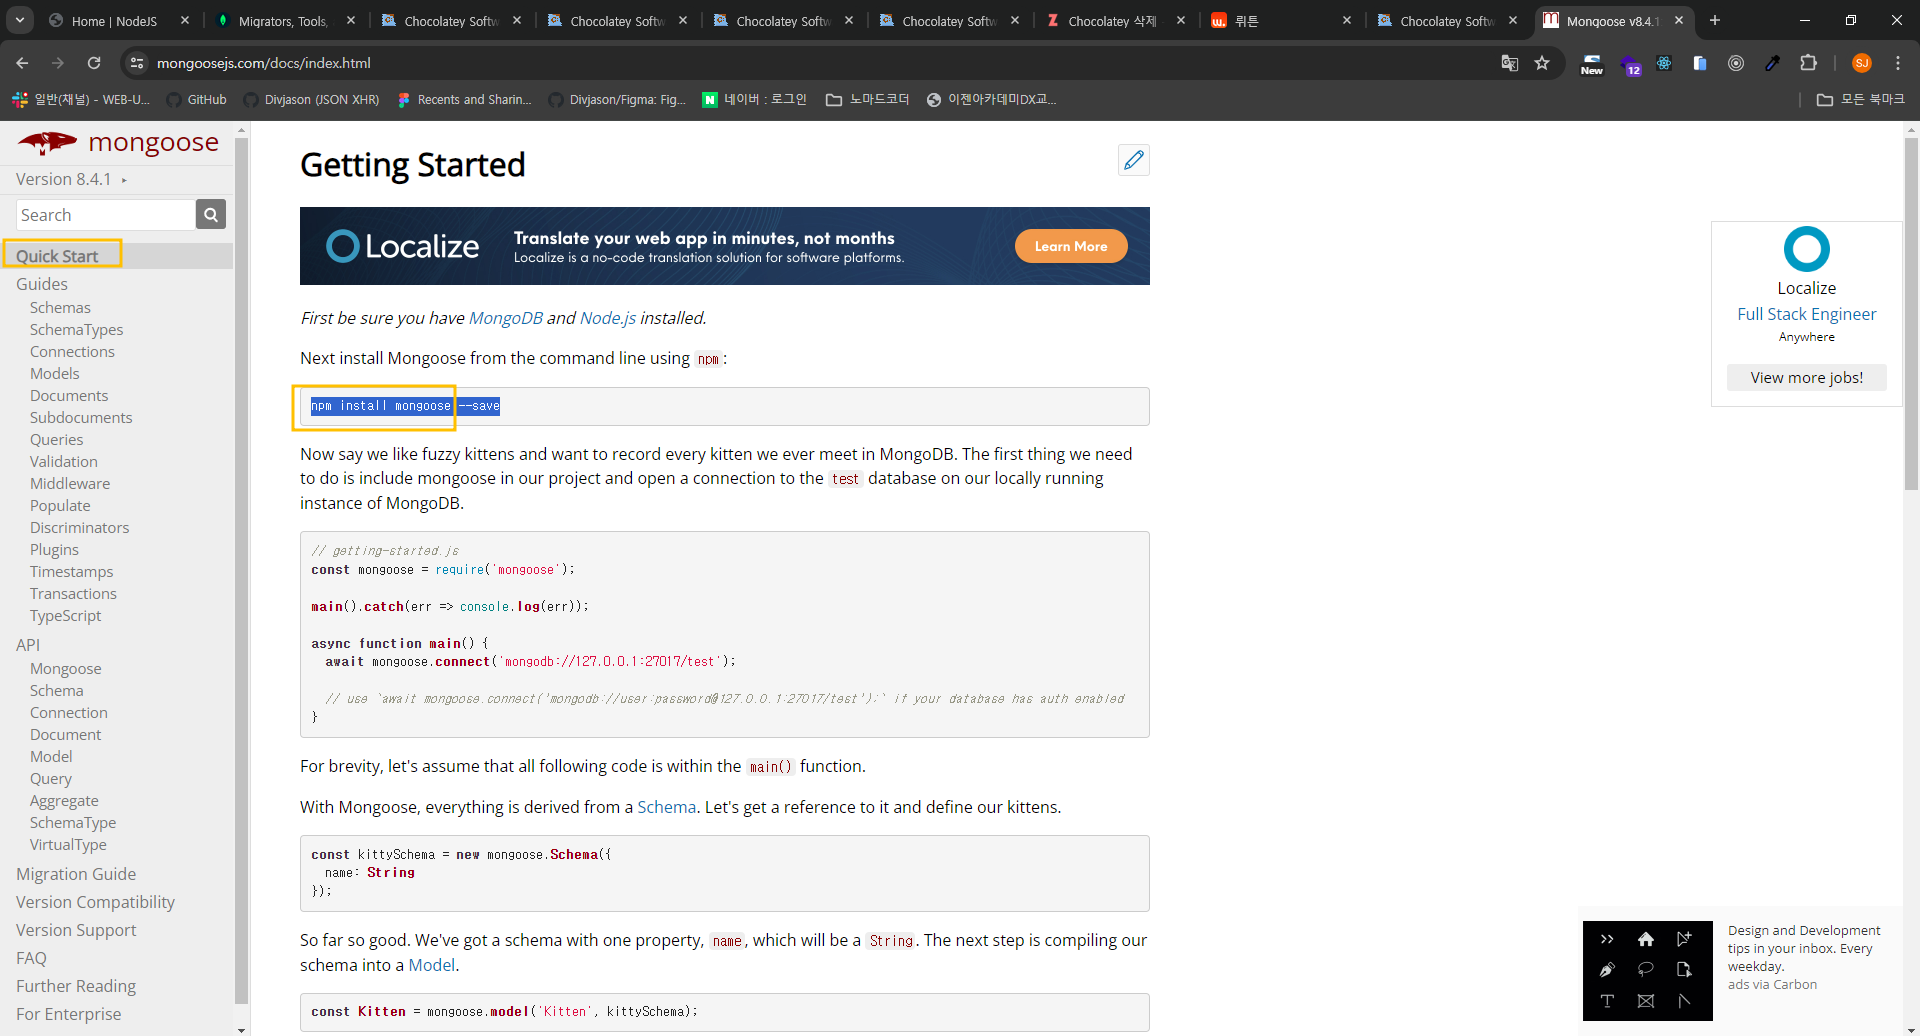 Home | NodeJS
Migrators, Tools,
Chocolatey Softw
Chocolatey Softw
Chocolatey Softw
Chocolatey Softw
Chocolatey 삭제
뤼튼
Chocolatey Softw
Mongoose v8.4.1
mongoosejs.com/docs/index.html
New
12
SJ
일반(채널) - WEB-U...
GitHub
Divjason (JSON XHR)
Recents and Sharin...
Divjason/Figma: Fig...
네이버 : 로그인
노마드코더
이젠아카데미DX교...
모든 북마크
mongoose
Version 8.4.1
Search
Quick Start
Guides
Schemas
SchemaTypes
Connections
Models
Documents
Subdocuments
Queries
Validation
Middleware
Populate
Discriminators
Plugins
Timestamps
Transactions
TypeScript
API
Mongoose
Schema
Connection
Document
Model
Query
Aggregate
SchemaType
VirtualType
Migration Guide
Version Compatibility
Version Support
FAQ
Further Reading
For Enterprise
Getting Started
Localize
Translate your web app in minutes, not months
Localize is a no-code translation solution for software platforms.
Learn More
First be sure you have MongoDB and Node.js installed.
Next install Mongoose from the command line using npm:
npm install mongoose --save
Now say we like fuzzy kittens and want to record every kitten we ever meet in MongoDB. The first thing we need
to do is include mongoose in our project and open a connection to the test database on our locally running
instance of MongoDB.
// getting-started.js
const mongoose = require('mongoose');
main().catch(err => console.log(err));
async function main() {
await mongoose.connect('mongodb://127.0.0.1:27017/test');
// use `await mongoose.connect('mongodb://user:password@127.0.0.1:27017/test');` if your database has auth enabled
}
For brevity, let's assume that all following code is within the main() function.
With Mongoose, everything is derived from a Schema. Let's get a reference to it and define our kittens.
const kittySchema = new mongoose.Schema({
name: String
});
So far so good. We've got a schema with one property, name, which will be a String. The next step is compiling our
schema into a Model.
const Kitten = mongoose.model('Kitten', kittySchema);
Localize
Full Stack Engineer
Anywhere
View more jobs!
Design and Development
tips in your inbox. Every
weekday.
ads via Carbon